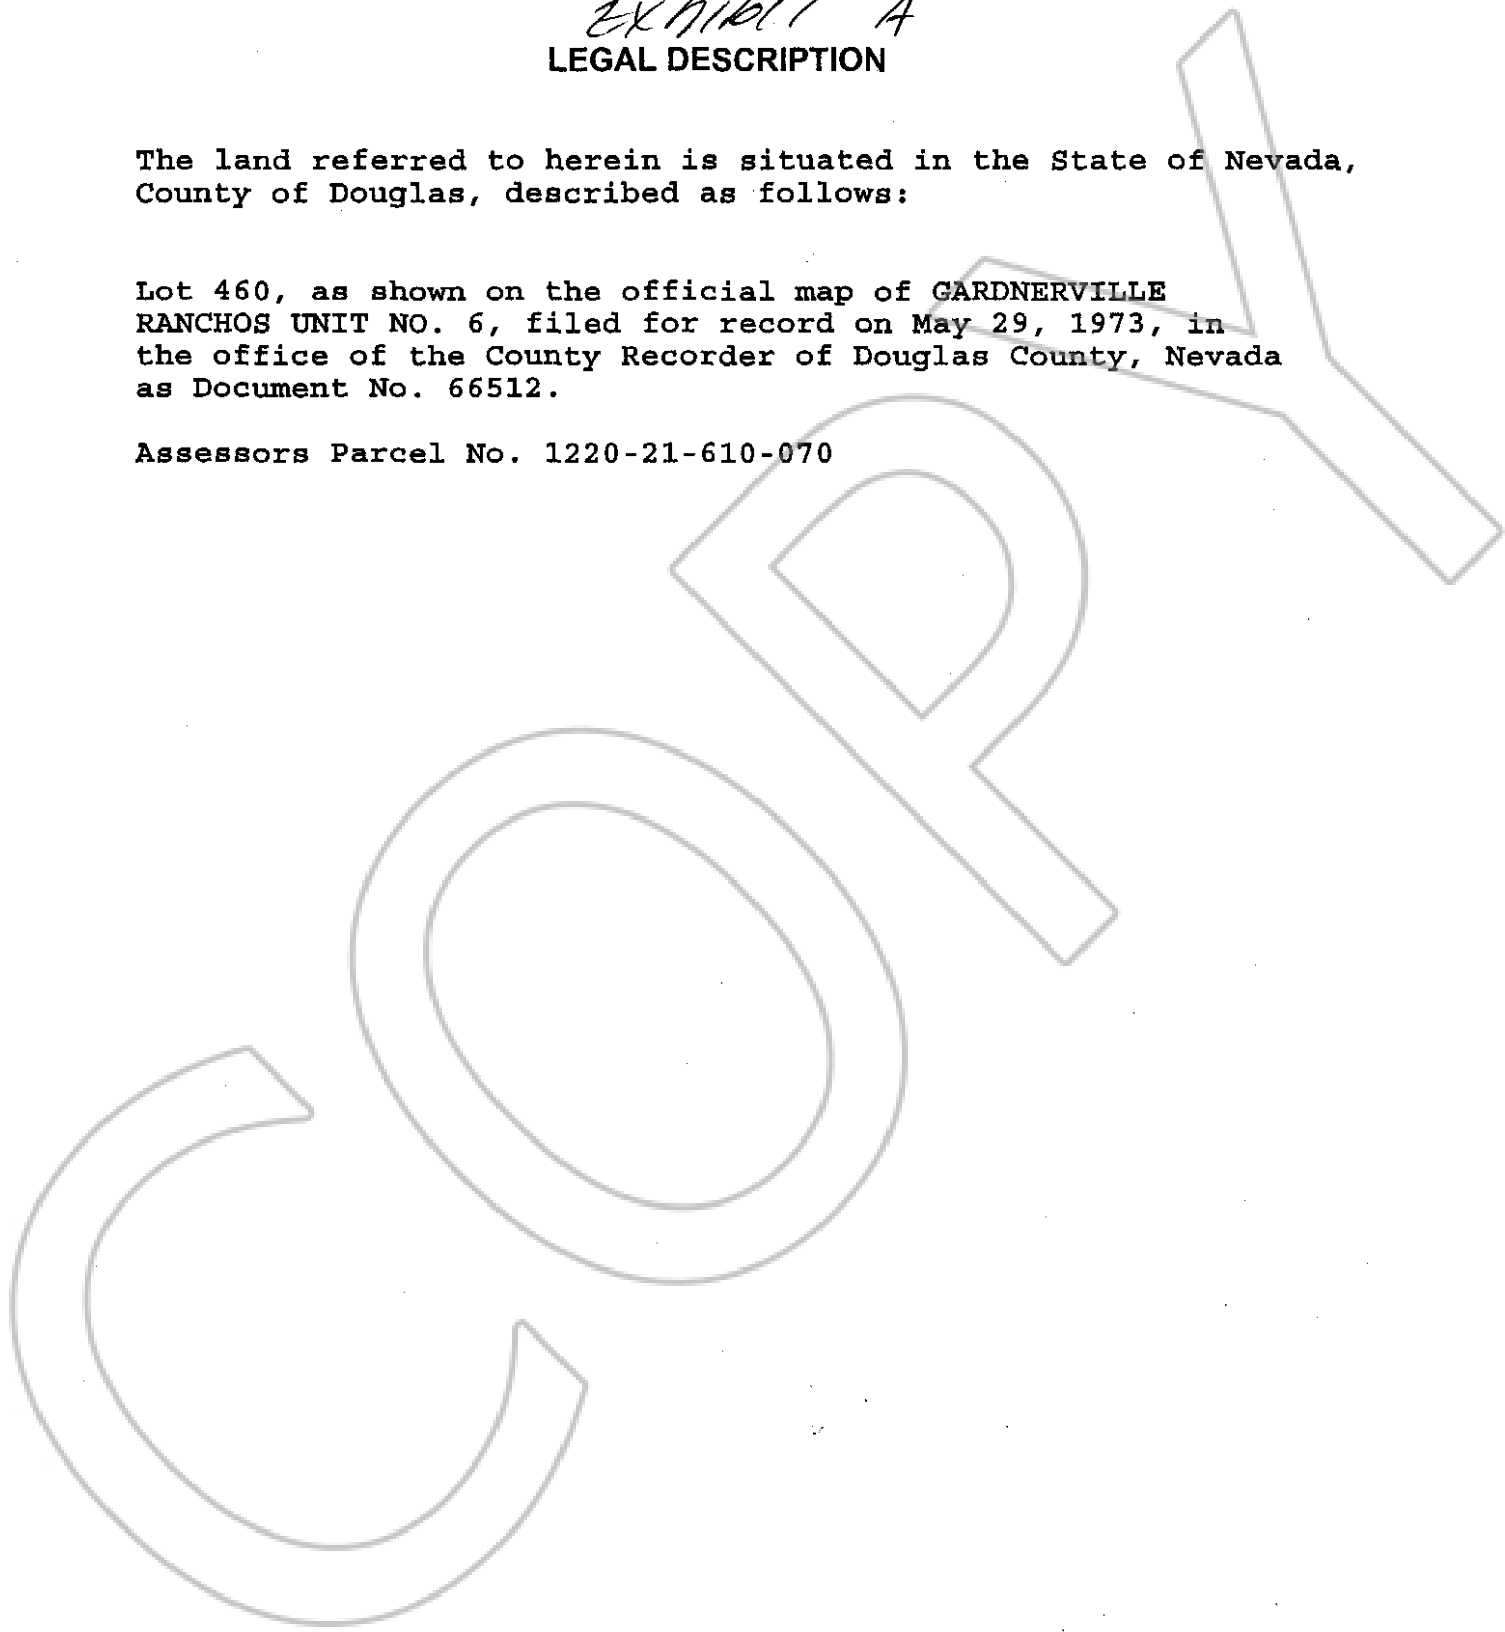 Exhibit A
LEGAL DESCRIPTION
The land referred to herein is situated in the State of Nevada,
County of Douglas, described as follows:
Lot 460, as shown on the official map of GARDNERVILLE
RANCHOS UNIT NO. 6, filed for record on May 29, 1973, in
the office of the County Recorder of Douglas County, Nevada
as Document No. 66512.
Assessors Parcel No. 1220-21-610-070
COPY